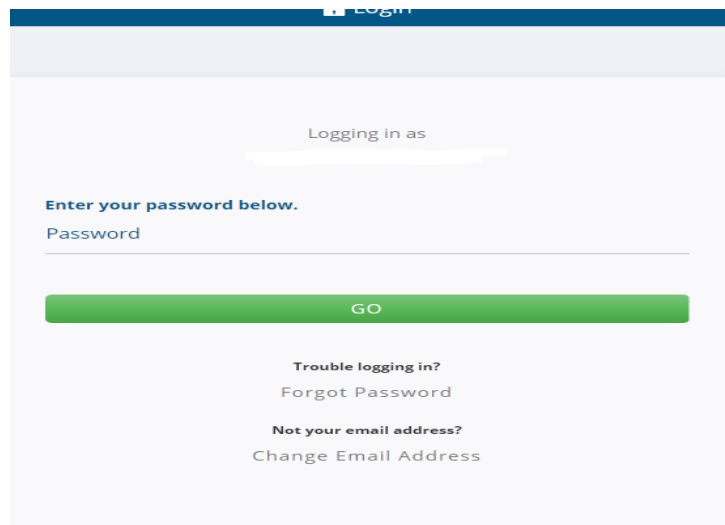 Login
Logging in as
Enter your password below.
Password
GO
Trouble logging in?
Forgot Password
Not your email address?
Change Email Address